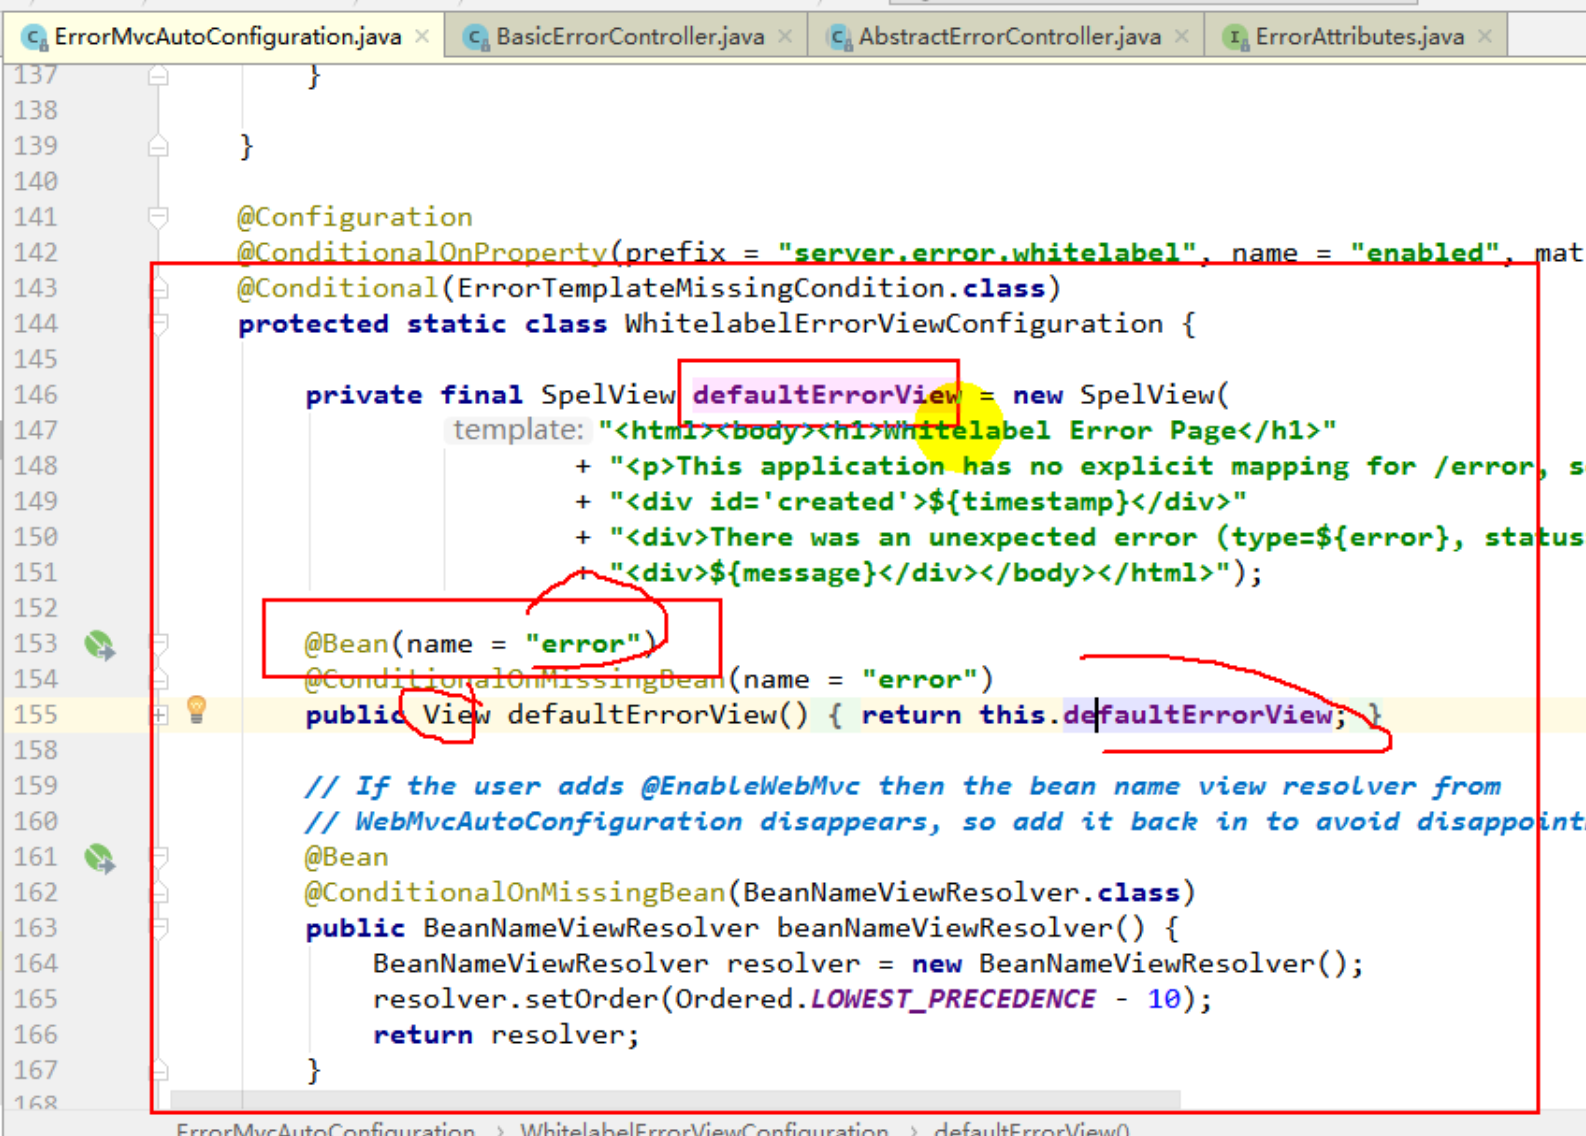 ErrorMvcAutoConfiguration.java × BasicErrorController.java × AbstractErrorController.java × ErrorAttributes.java ×
137 }
138
139 }
140
141 @Configuration
142 @ConditionalOnProperty(prefix = "server.error.whitelabel", name = "enabled", mat
143 @Conditional(ErrorTemplateMissingCondition.class)
144 protected static class WhitelabelErrorViewConfiguration {
145
146 private final SpelView defaultErrorView = new SpelView(
147 template: "<html><body><h1>Whitelabel Error Page</h1>"
148 + "<p>This application has no explicit mapping for /error, s
149 + "<div id='created'>${timestamp}</div>"
150 + "<div>There was an unexpected error (type=${error}, status
151 + "<div>${message}</div></body></html>");
152
153 @Bean(name = "error")
154 @ConditionalOnMissingBean(name = "error")
155 public View defaultErrorView() { return this.defaultErrorView; }
158
159 // If the user adds @EnableWebMvc then the bean name view resolver from
160 // WebMvcAutoConfiguration disappears, so add it back in to avoid disappoint
161 @Bean
162 @ConditionalOnMissingBean(BeanNameViewResolver.class)
163 public BeanNameViewResolver beanNameViewResolver() {
164 BeanNameViewResolver resolver = new BeanNameViewResolver();
165 resolver.setOrder(Ordered.LOWEST_PRECEDENCE - 10);
166 return resolver;
167 }
168
ErrorMvcAutoConfiguration > WhitelabelErrorViewConfiguration > defaultErrorView()